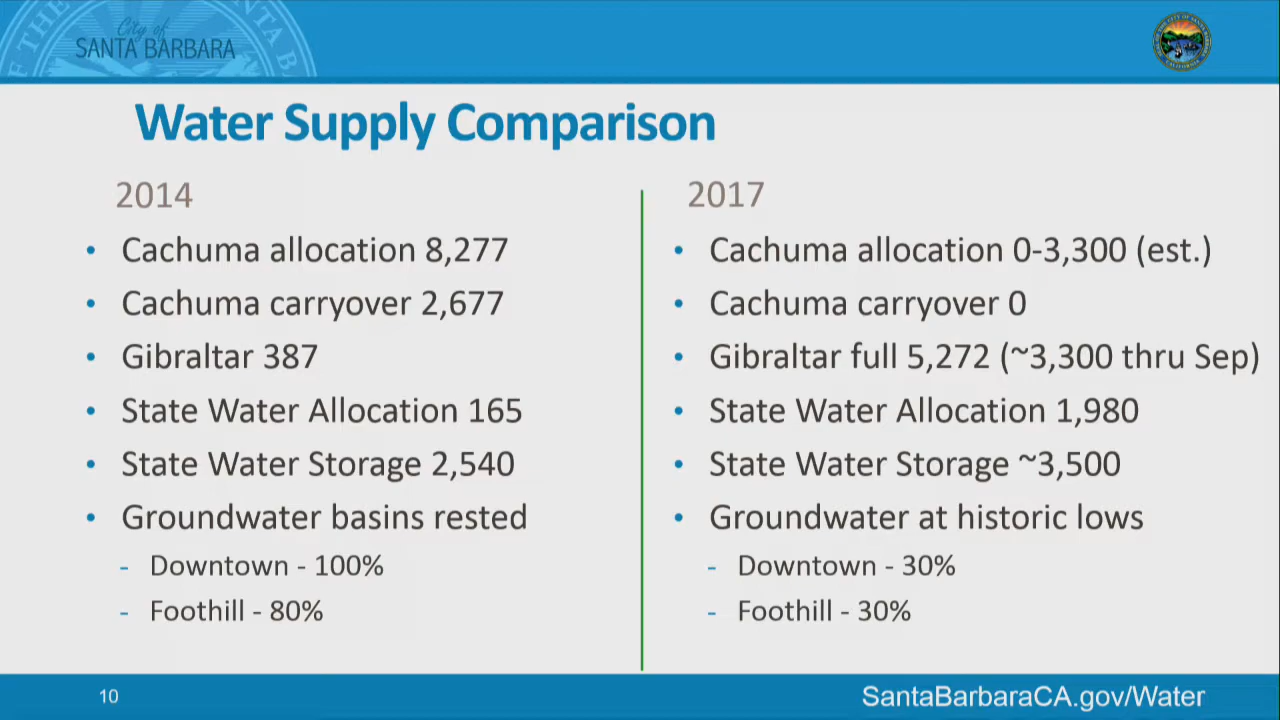 City of
SANTA BARBARA
Water Supply Comparison
2014
• Cachuma allocation 8,277
• Cachuma carryover 2,677
• Gibraltar 387
• State Water Allocation 165
• State Water Storage 2,540
• Groundwater basins rested
- Downtown - 100%
- Foothill - 80%
2017
• Cachuma allocation 0-3,300 (est.)
• Cachuma carryover 0
• Gibraltar full 5,272 (~3,300 thru Sep)
• State Water Allocation 1,980
• State Water Storage ~3,500
• Groundwater at historic lows
- Downtown - 30%
- Foothill - 30%
10
SantaBarbaraCA.gov/Water